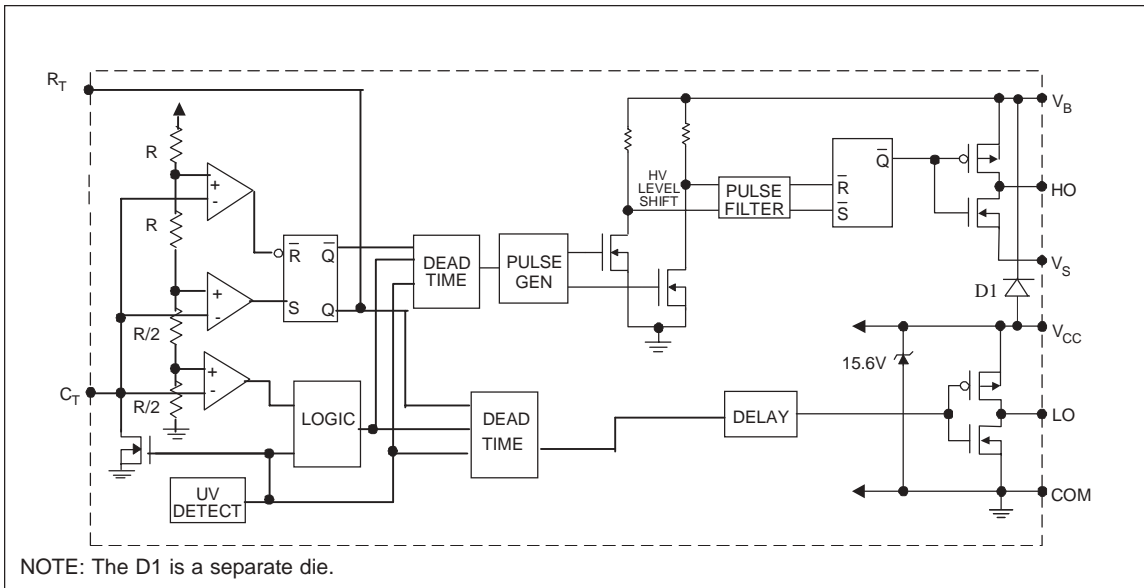 R_T
V_B
R
+
-
HV
LEVEL
SHIFT
PULSE
FILTER
R̅
S̅
Q̅
HO
R
R̅
Q̅
S
Q
DEAD
TIME
PULSE
GEN
V_S
D1
+
-
R/2
V_CC
15.6V
+
-
C_T
R/2
LOGIC
DEAD
TIME
DELAY
LO
UV
DETECT
COM
NOTE: The D1 is a separate die.